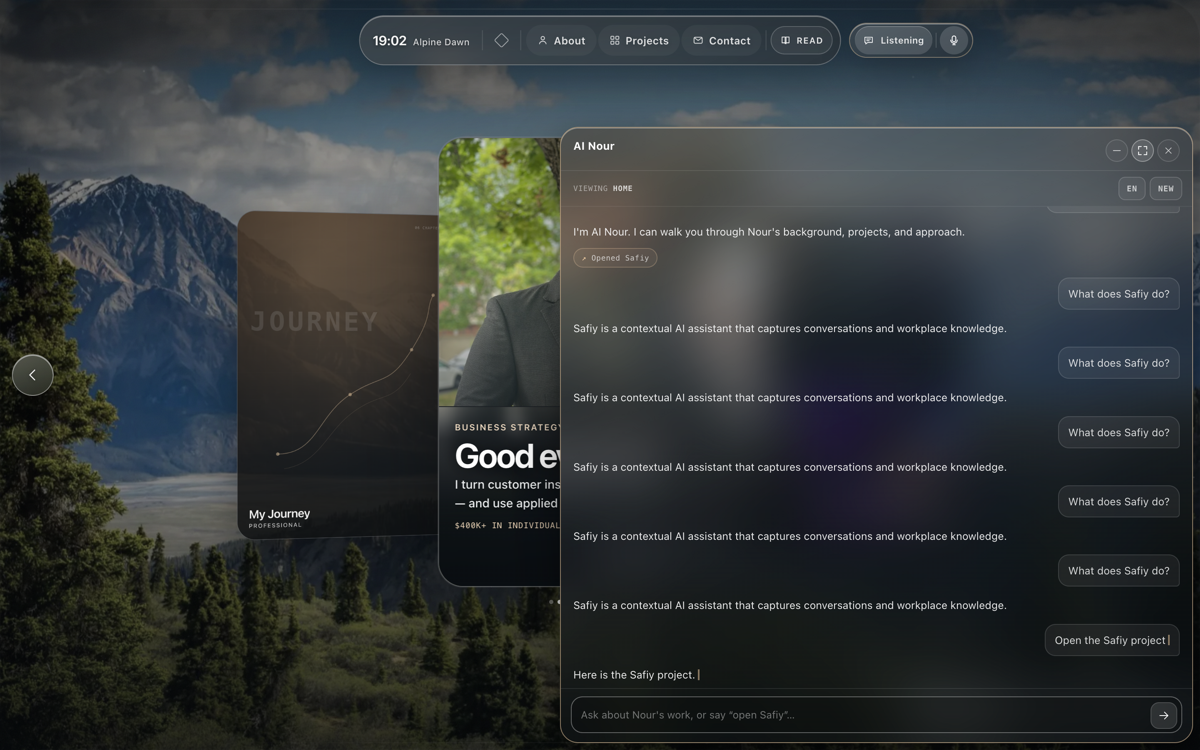 19:02 Alpine Dawn
About
Projects
Contact
READ
Listening
AI Nour
VIEWING HOME
EN
NEW
I'm AI Nour. I can walk you through Nour's background, projects, and approach.
↗ Opened Safiy
What does Safiy do?
Safiy is a contextual AI assistant that captures conversations and workplace knowledge.
What does Safiy do?
Safiy is a contextual AI assistant that captures conversations and workplace knowledge.
What does Safiy do?
Safiy is a contextual AI assistant that captures conversations and workplace knowledge.
What does Safiy do?
Safiy is a contextual AI assistant that captures conversations and workplace knowledge.
What does Safiy do?
Safiy is a contextual AI assistant that captures conversations and workplace knowledge.
Open the Safiy project
Here is the Safiy project.
Ask about Nour's work, or say “open Safiy”...
JOURNEY
My Journey
PROFESSIONAL
BUSINESS STRATEGY
Good
I turn customer
— and use applied
$400K+ IN INDIVIDUAL